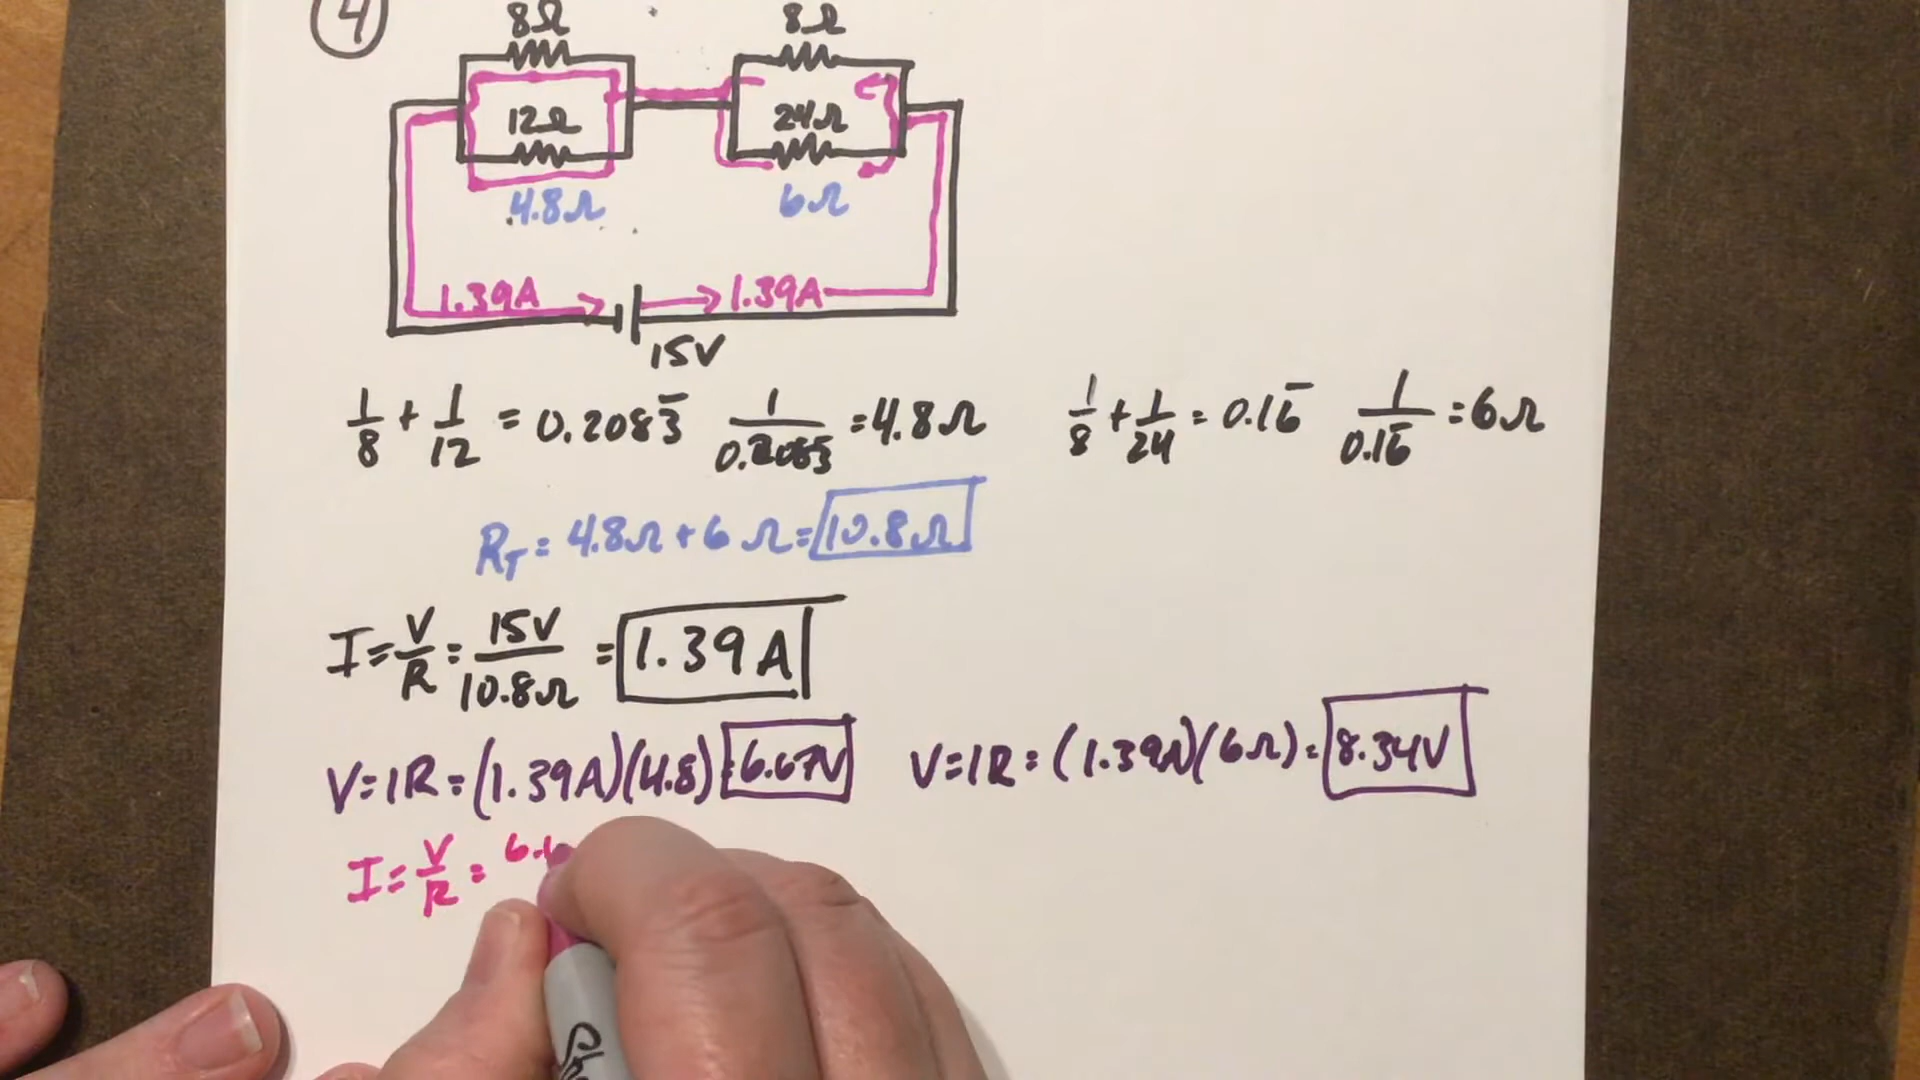 4
8Ω 8Ω
12Ω 24Ω
4.8Ω 6Ω
1.39A 1.39A
15V
1/8 + 1/12 = 0.2083̅ 1/0.2083̅ = 4.8Ω 1/8 + 1/24 = 0.16̅ 1/0.16̅ = 6Ω
R_T = 4.8Ω + 6Ω = 10.8Ω
I = V/R = 15V/10.8Ω = 1.39A
V = IR = (1.39A)(4.8) = 6.67V V = IR = (1.39A)(6Ω) = 8.34V
I = V/R = 6.6